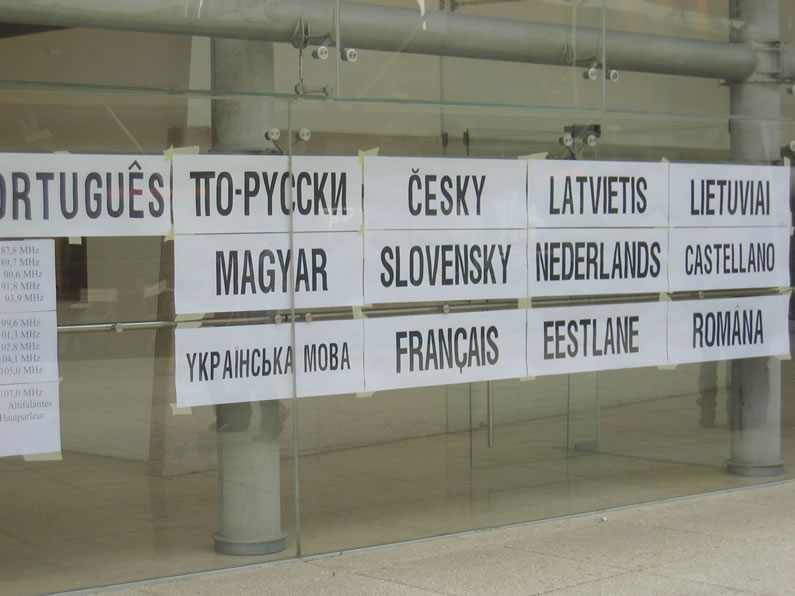 ORTUGUÊS
ПО-РУССКИ
ČESKY
LATVIETIS
LIETUVIAI
MAGYAR
SLOVENSKY
NEDERLANDS
CASTELLANO
УКРАЇНСЬКА МОВА
FRANÇAIS
EESTLANE
ROMÂNA
87,8 MHz
89,7 MHz
90,6 MHz
91,8 MHz
93,9 MHz
99,6 MHz
01,3 MHz
02,8 MHz
104,1 MHz
105,0 MHz
107,0 MHz
Altifalantes
Hautparleur